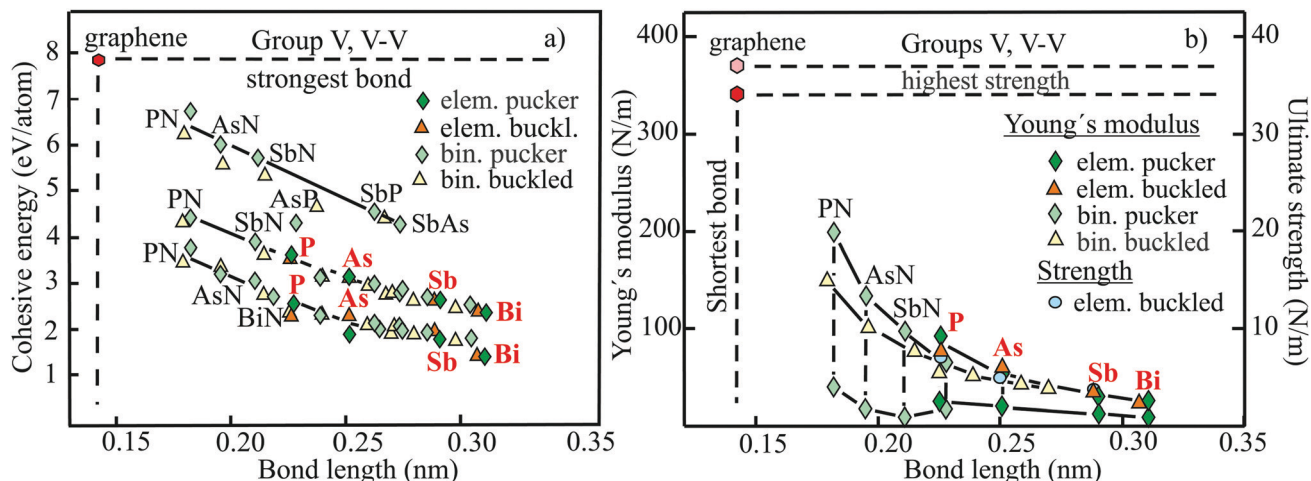 graphene
Group V, V-V
a)
strongest bond
elem. pucker
elem. buckl.
bin. pucker
bin. buckled
PN
AsN
SbN
AsP
SbP
SbAs
PN
SbN
P
As
Sb
Bi
PN
AsN
BiN
P
As
Sb
Bi
8
7
6
5
4
3
2
1
Cohesive energy (eV/atom)
0.15
0.20
0.25
0.30
0.35
Bond length (nm)
graphene
Groups V, V-V
b)
highest strength
Young´s modulus
elem. pucker
elem. buckled
bin. pucker
bin. buckled
Strength
elem. buckled
Shortest bond
PN
AsN
SbN
P
As
Sb
Bi
400
300
200
100
Young´s modulus (N/m)
40
30
20
10
Ultimate strength (N/m)
0.15
0.20
0.25
0.30
0.35
Bond length (nm)